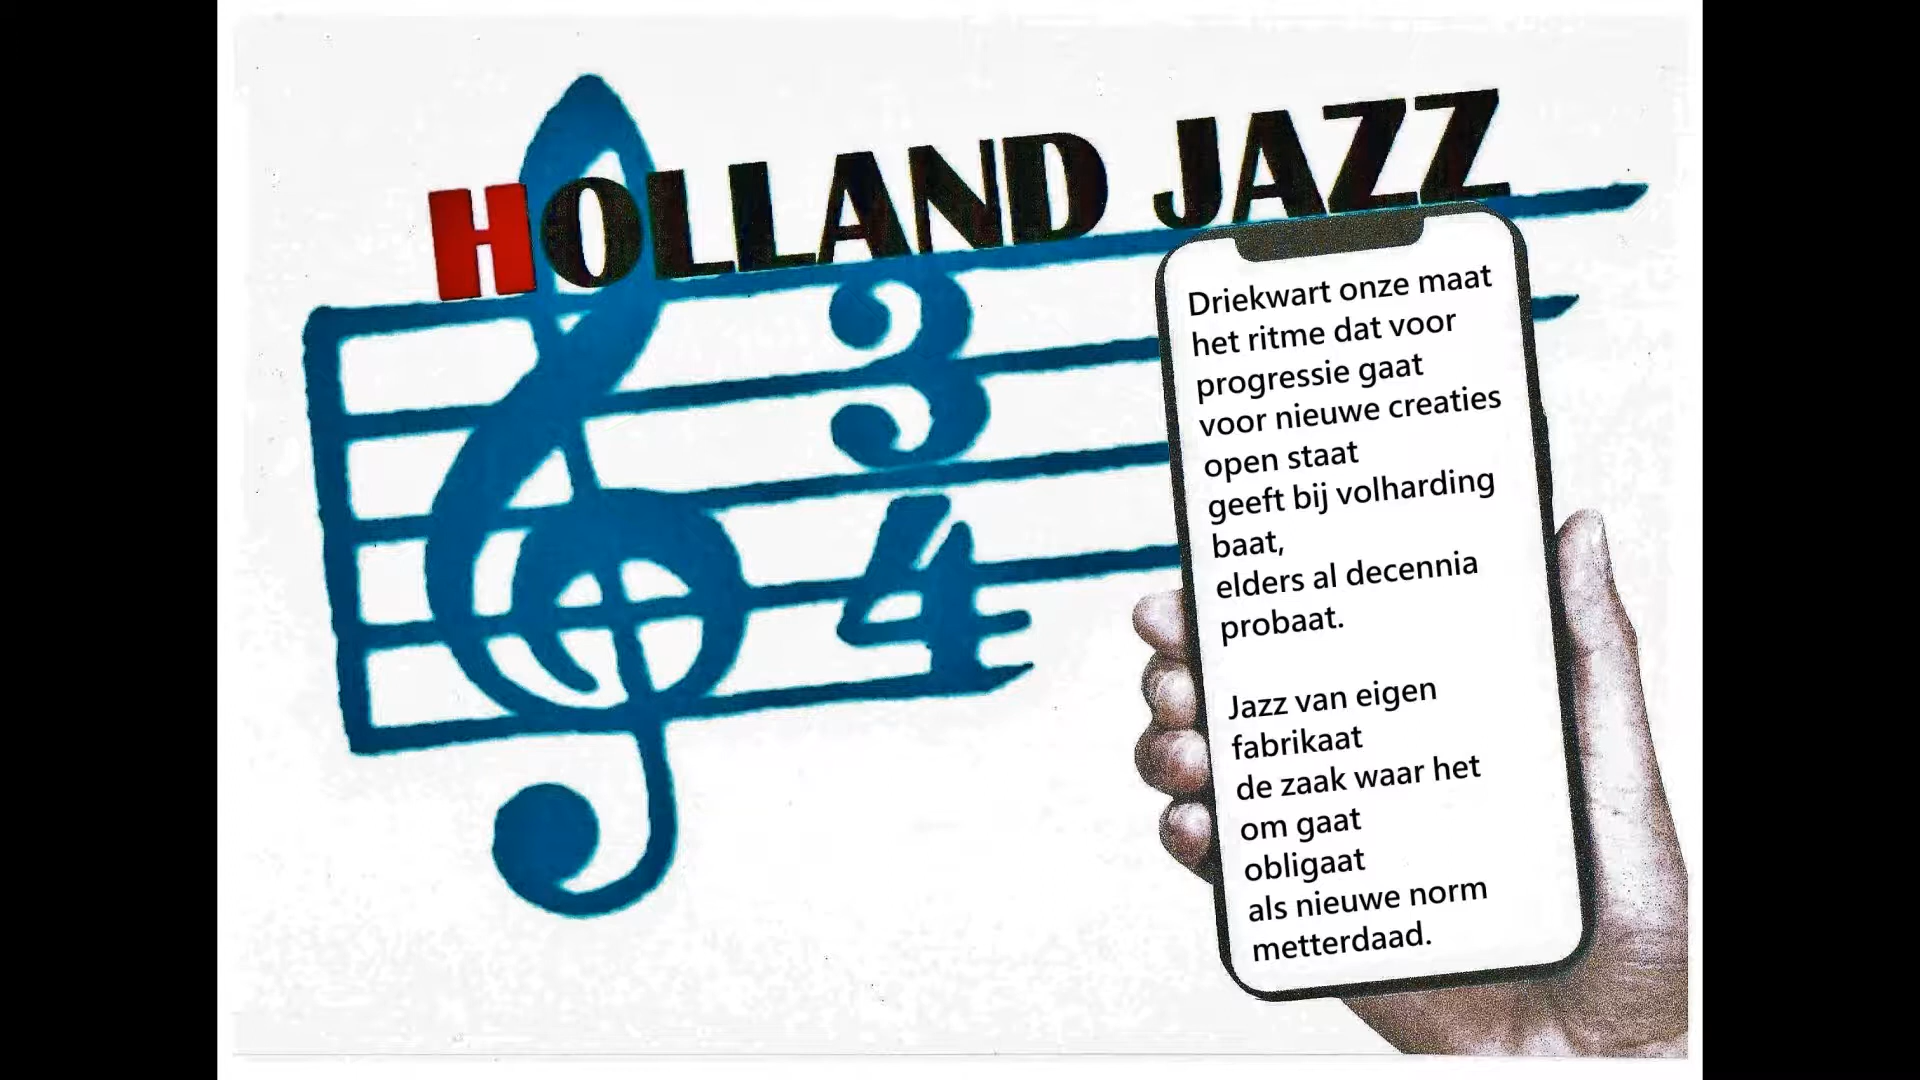 HOLLAND JAZZ
3
4
Driekwart onze maat
het ritme dat voor
progressie gaat
voor nieuwe creaties
open staat
geeft bij volharding
baat,
elders al decennia
probaat.
Jazz van eigen
fabrikaat
de zaak waar het
om gaat
obligaat
als nieuwe norm
metterdaad.